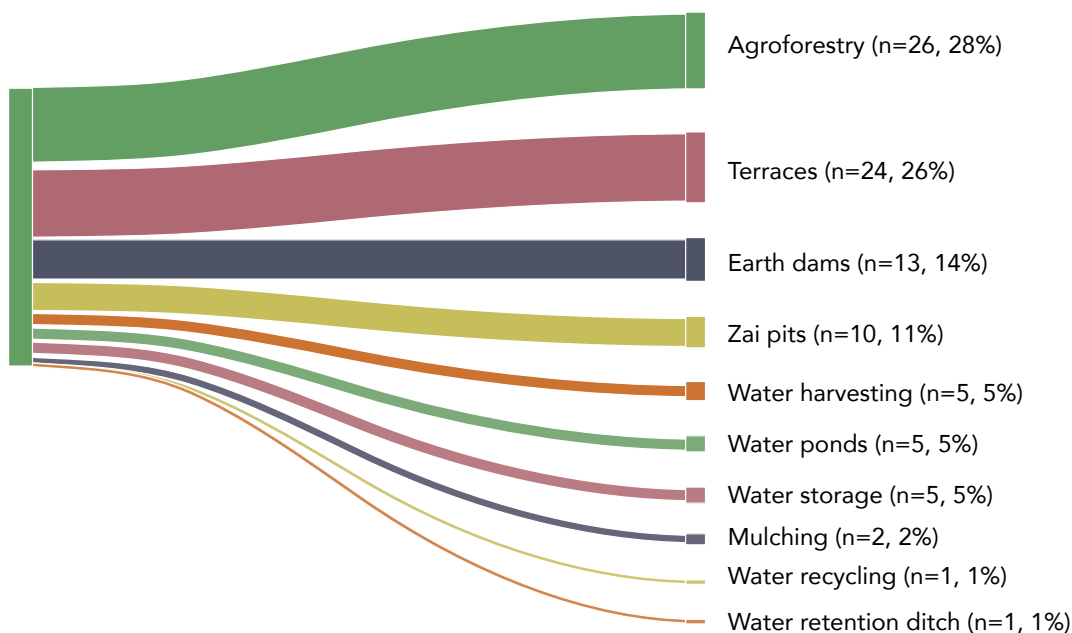 Agroforestry (n=26, 28%)
Terraces (n=24, 26%)
Earth dams (n=13, 14%)
Zai pits (n=10, 11%)
Water harvesting (n=5, 5%)
Water ponds (n=5, 5%)
Water storage (n=5, 5%)
Mulching (n=2, 2%)
Water recycling (n=1, 1%)
Water retention ditch (n=1, 1%)